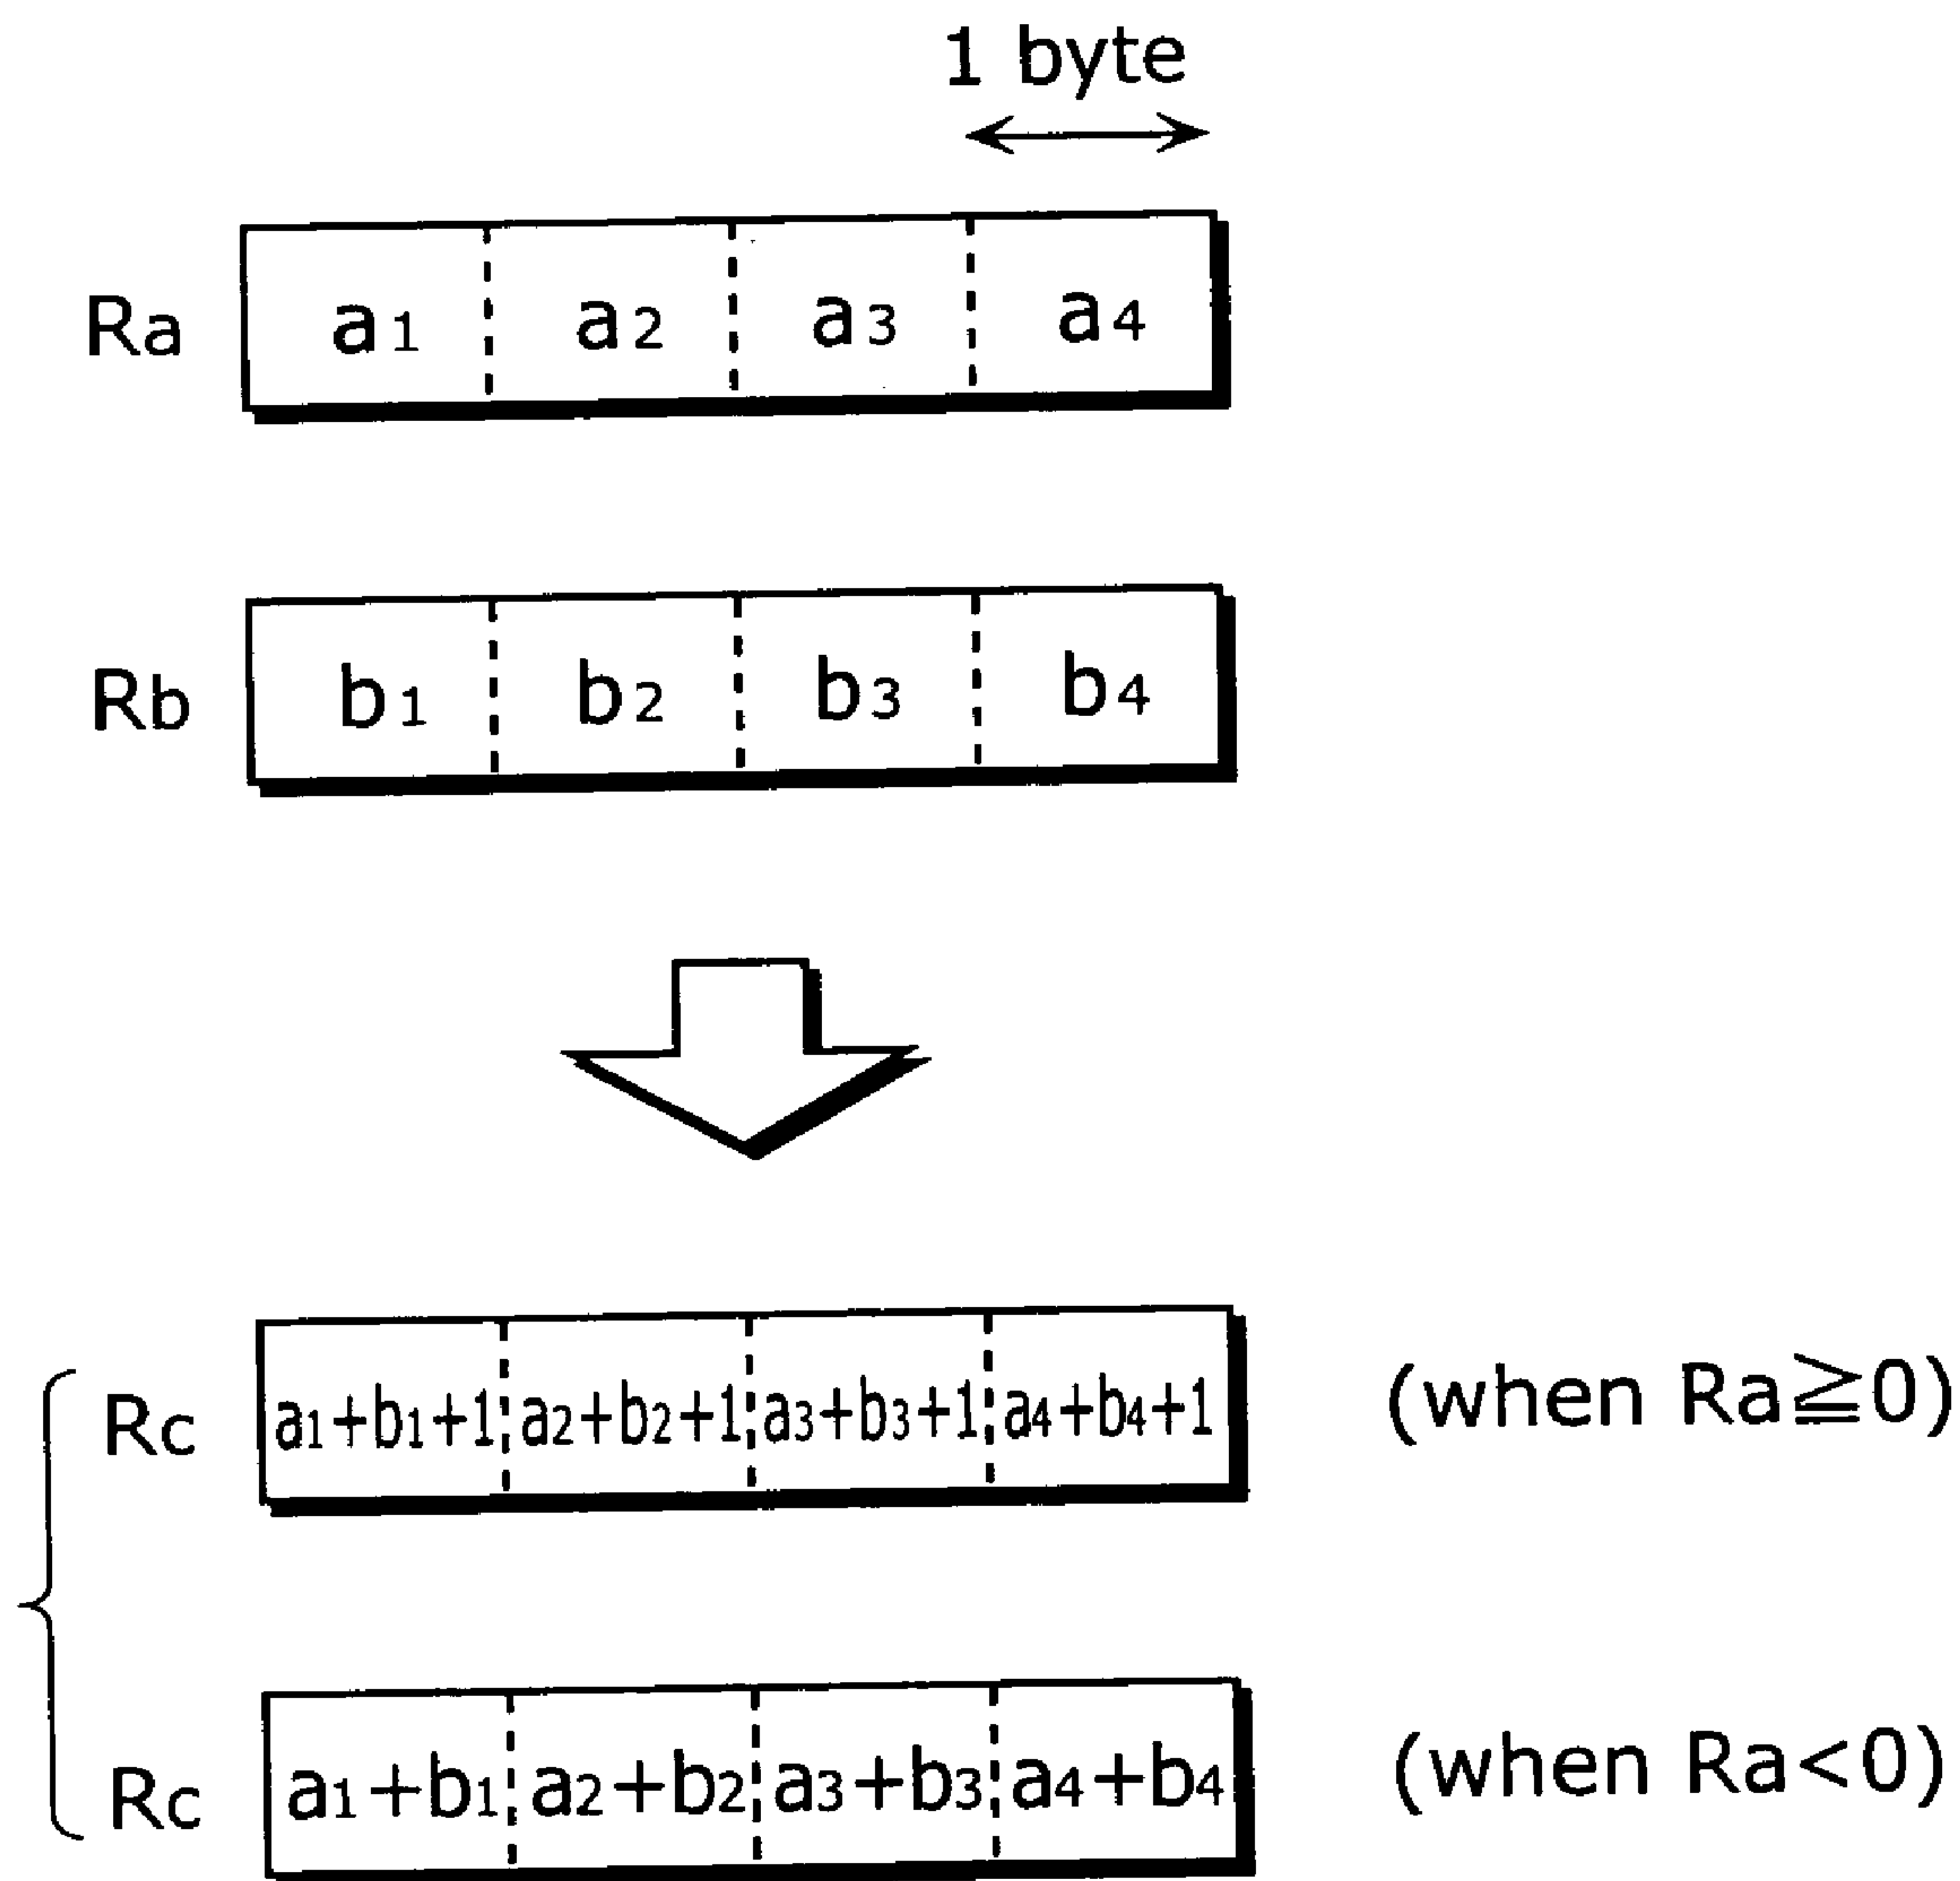 1 byte
Ra a1 a2 a3 a4
Rb b1 b2 b3 b4
Rc a1+b1+1 a2+b2+1 a3+b3+1 a4+b4+1 (when Ra≧0)
Rc a1+b1 a2+b2 a3+b3 a4+b4 (when Ra<0)